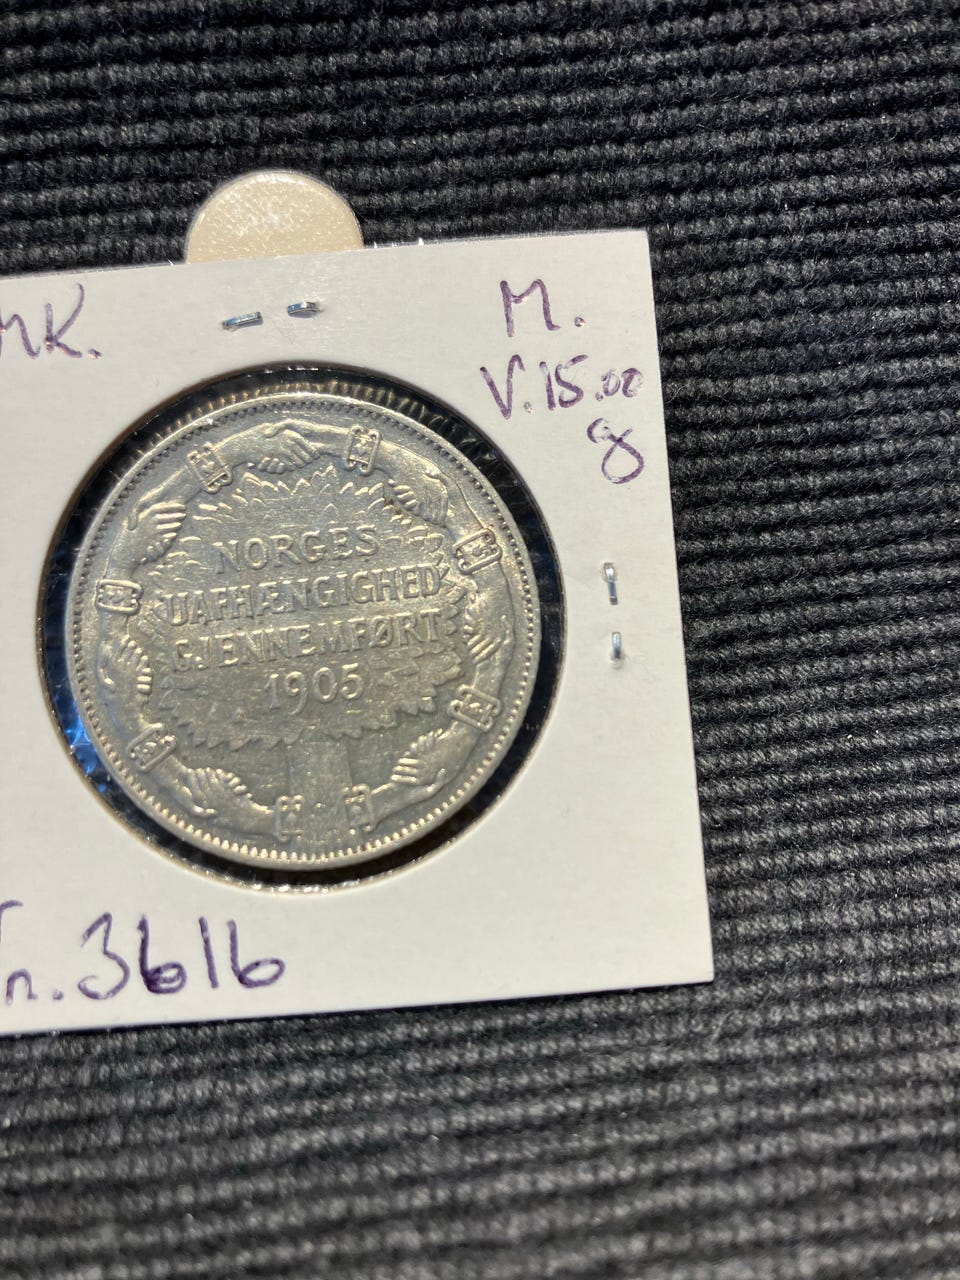 MK.
M.
V.15.00
g
NORGES
UAFHÆNGIGHED
GJENNEMFØRT
1905
n.3616